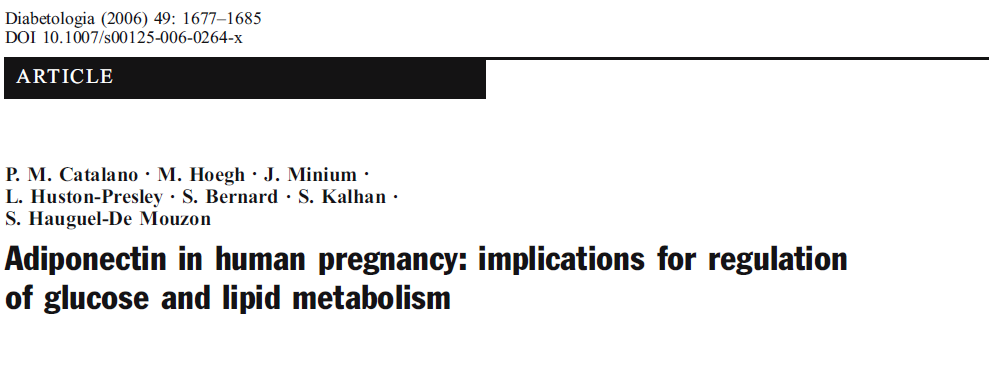 Diabetologia (2006) 49: 1677–1685
DOI 10.1007/s00125-006-0264-x
ARTICLE
P. M. Catalano · M. Hoegh · J. Minium ·
L. Huston-Presley · S. Bernard · S. Kalhan ·
S. Hauguel-De Mouzon
Adiponectin in human pregnancy: implications for regulation
of glucose and lipid metabolism